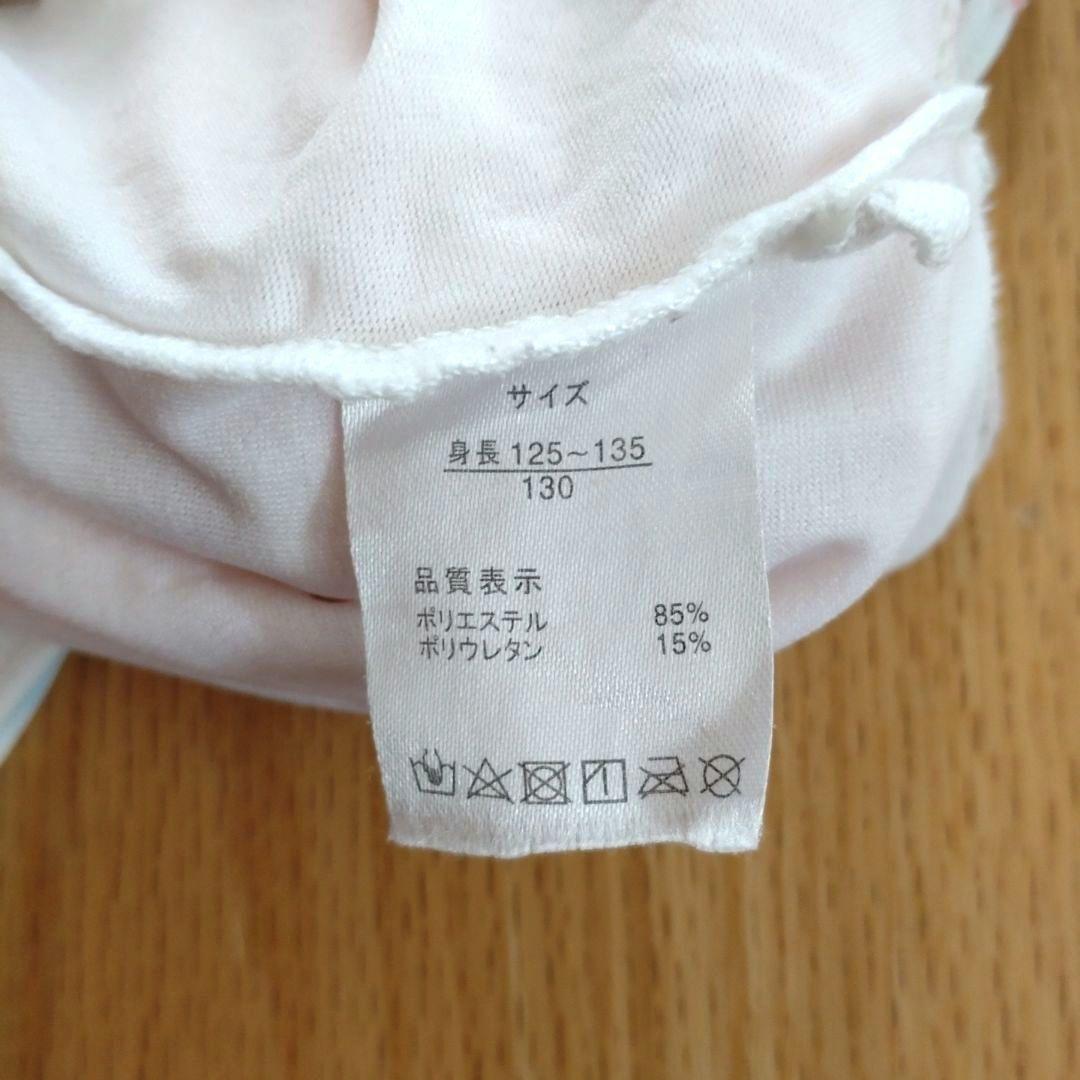 サイズ
身長 125~135
130
品質表示
ポリエステル 85%
ポリウレタン 15%